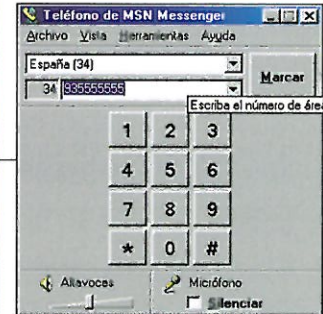 Teléfono de MSN Messenger
Archivo Vista Herramientas Ayuda
España (34)
Marcar
34 935555555
Escriba el número de área
1 2 3
4 5 6
7 8 9
* 0 #
Altavoces Micrófono
Silenciar